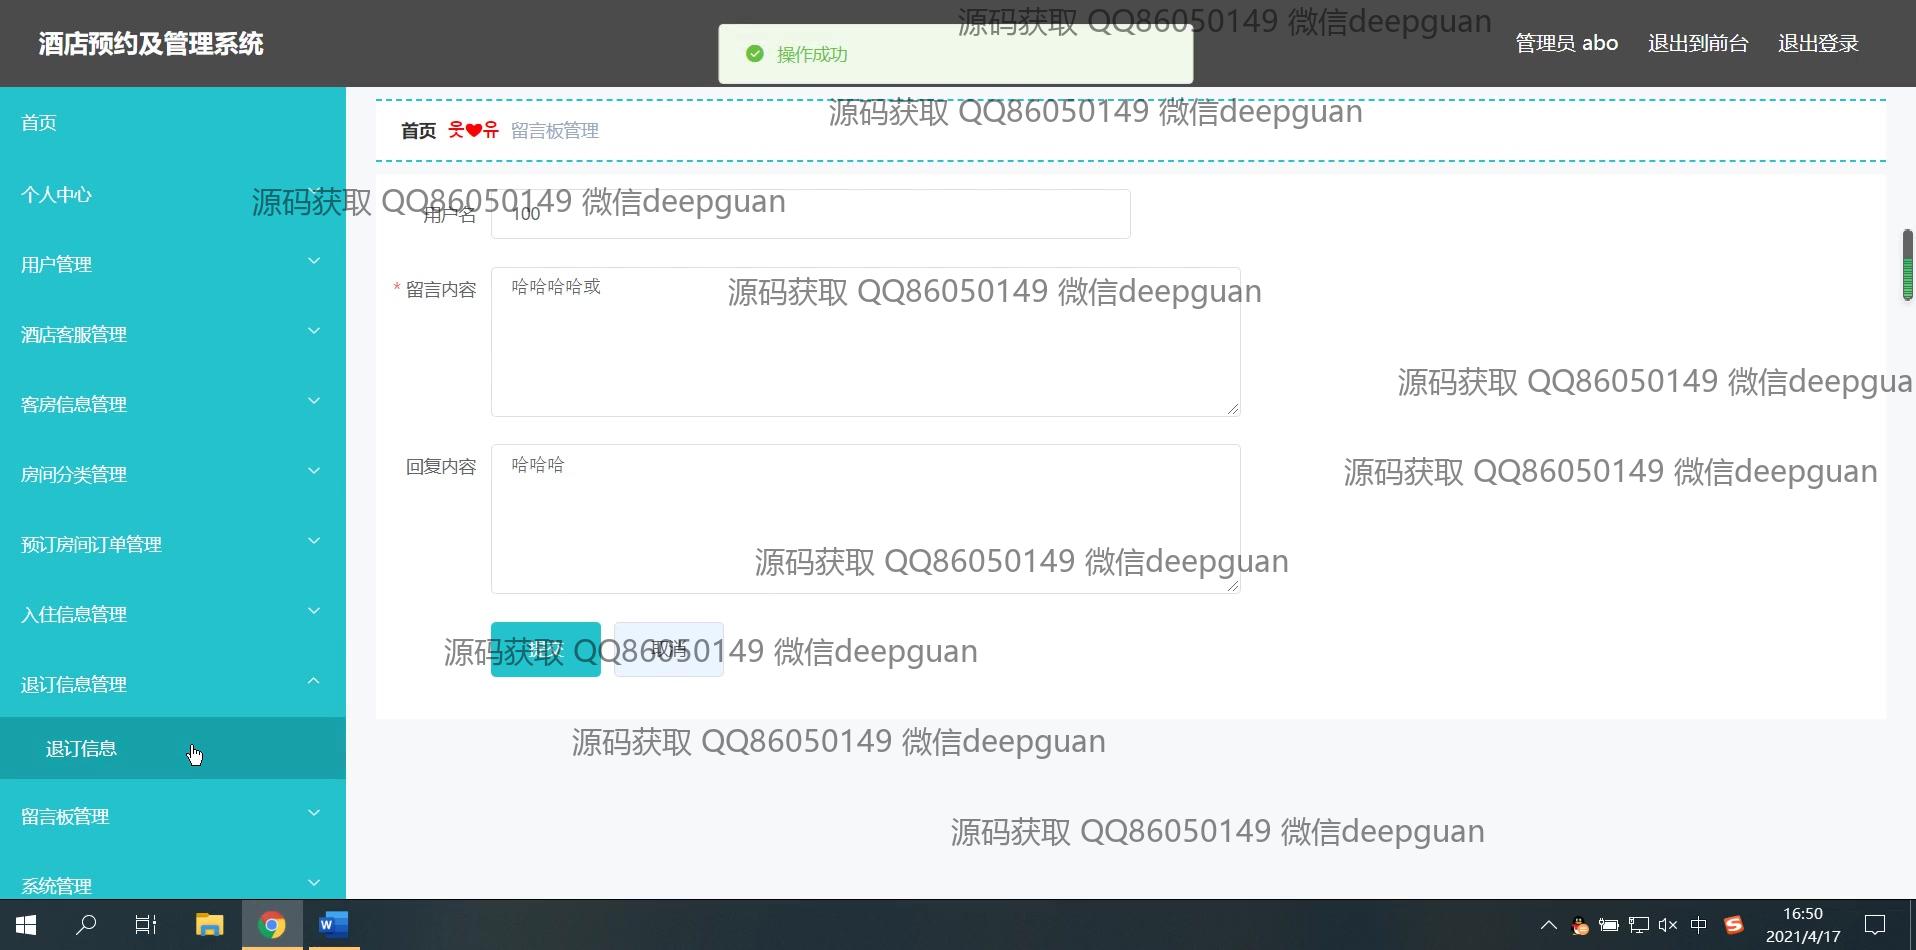 酒店预约及管理系统
操作成功
源码获取 QQ86050149 微信deepguan
管理员 abo
退出到前台
退出登录
首页
个人中心
用户管理
酒店客服管理
客房信息管理
房间分类管理
预订房间订单管理
入住信息管理
退订信息管理
退订信息
留言板管理
系统管理
源码获取 QQ86050149 微信deepguan
首页 웃❤유 留言板管理
源码获取 QQ86050149 微信deepguan
用户名 100
* 留言内容 哈哈哈哈或
源码获取 QQ86050149 微信deepguan
源码获取 QQ86050149 微信deepgua
回复内容 哈哈哈
源码获取 QQ86050149 微信deepguan
源码获取 QQ86050149 微信deepguan
提交
取消
源码获取 QQ86050149 微信deepguan
源码获取 QQ86050149 微信deepguan
源码获取 QQ86050149 微信deepguan
中
16:50
2021/4/17